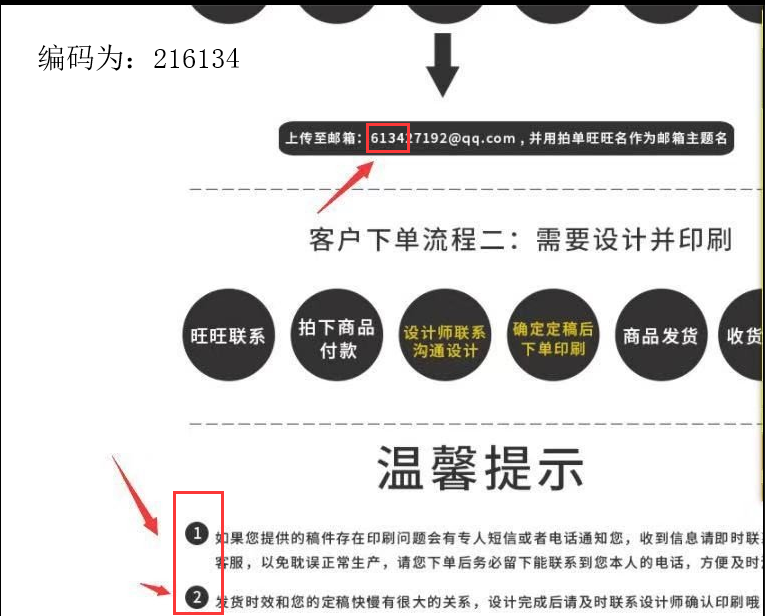 编码为：216134
上传至邮箱：613427192@qq.com，并用拍单旺旺名作为邮箱主题名
客户下单流程二：需要设计并印刷
旺旺联系
拍下商品
付款
设计师联系
沟通设计
确定定稿后
下单印刷
商品发货
收货
温馨提示
1 如果您提供的稿件存在印刷问题会有专人短信或者电话通知您，收到信息请即时联
客服，以免耽误正常生产，请您下单后务必留下能联系到您本人的电话，方便及时
2 发货时效和您的定稿快慢有很大的关系，设计完成后请及时联系设计师确认印刷哦